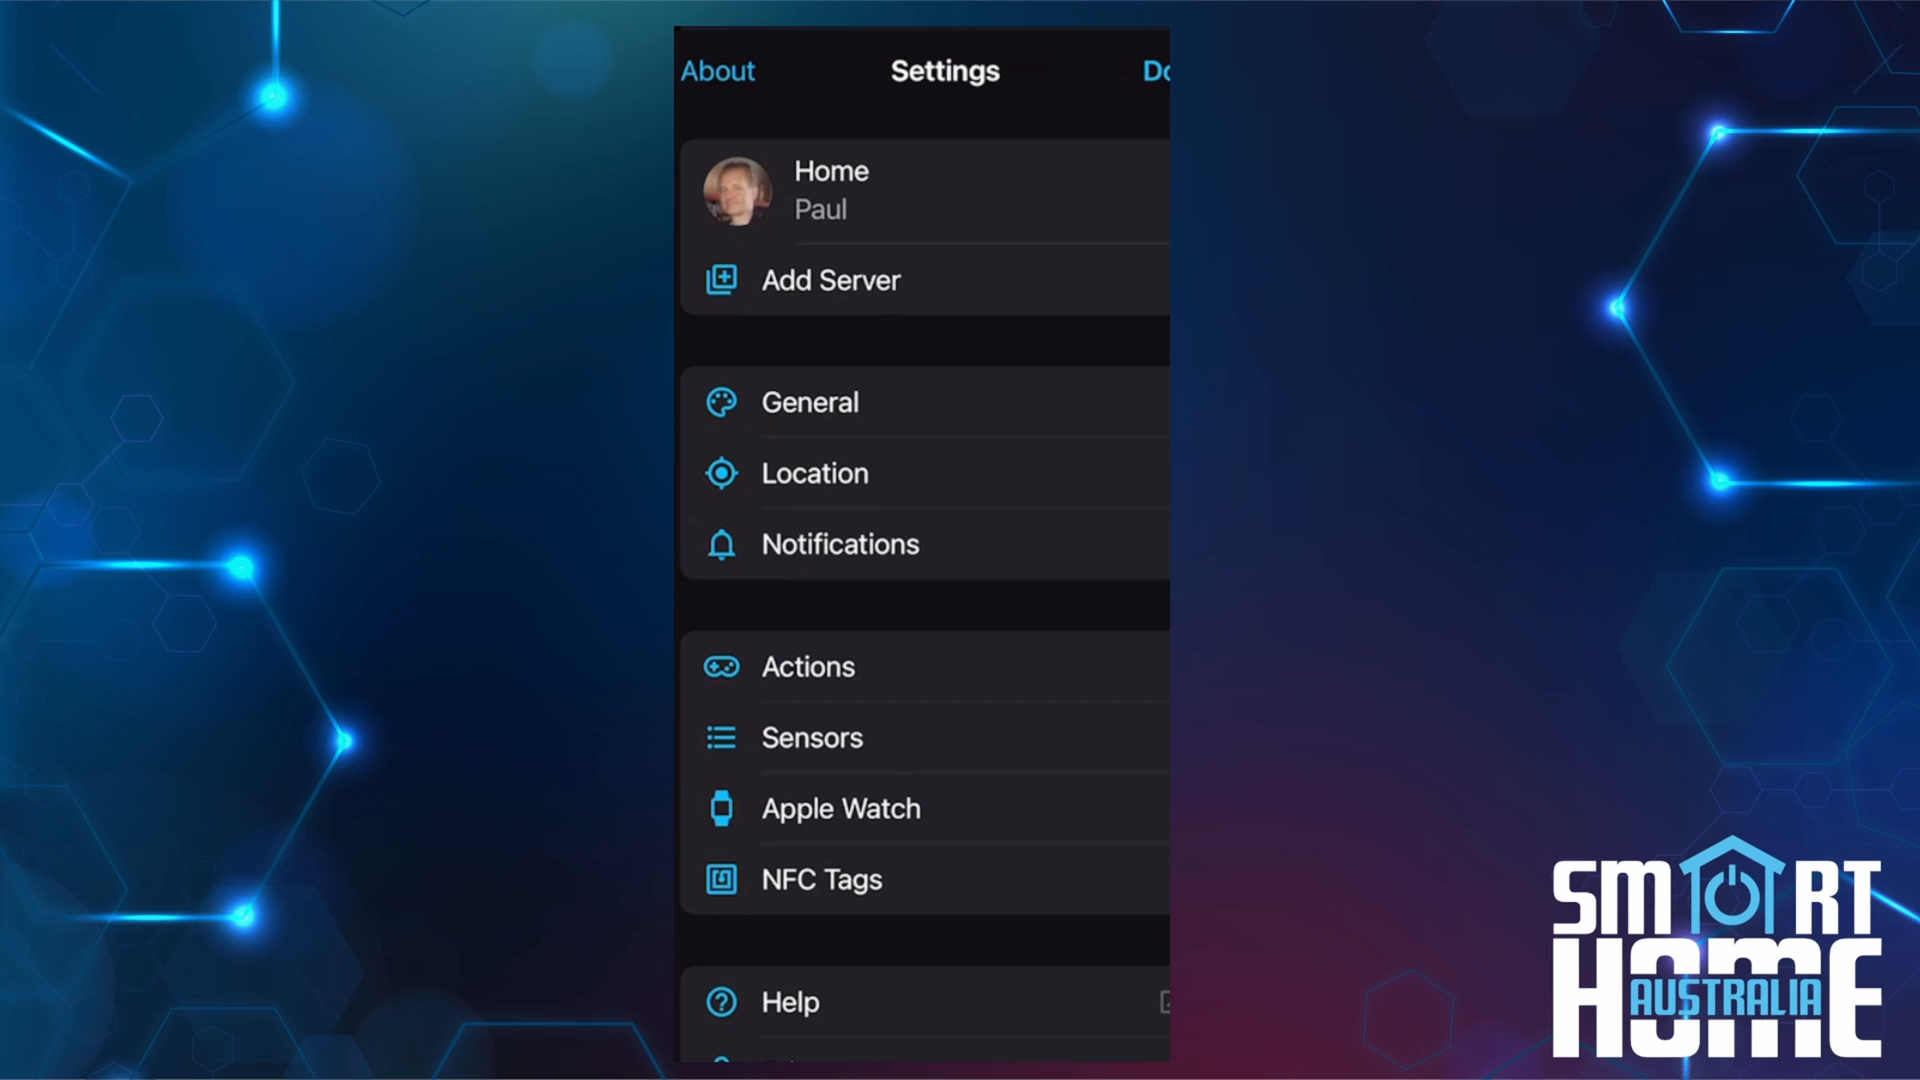 About
Settings
Do
Home
Paul
Add Server
General
Location
Notifications
Actions
Sensors
Apple Watch
NFC Tags
Help
SMART
HOME
AUSTRALIA